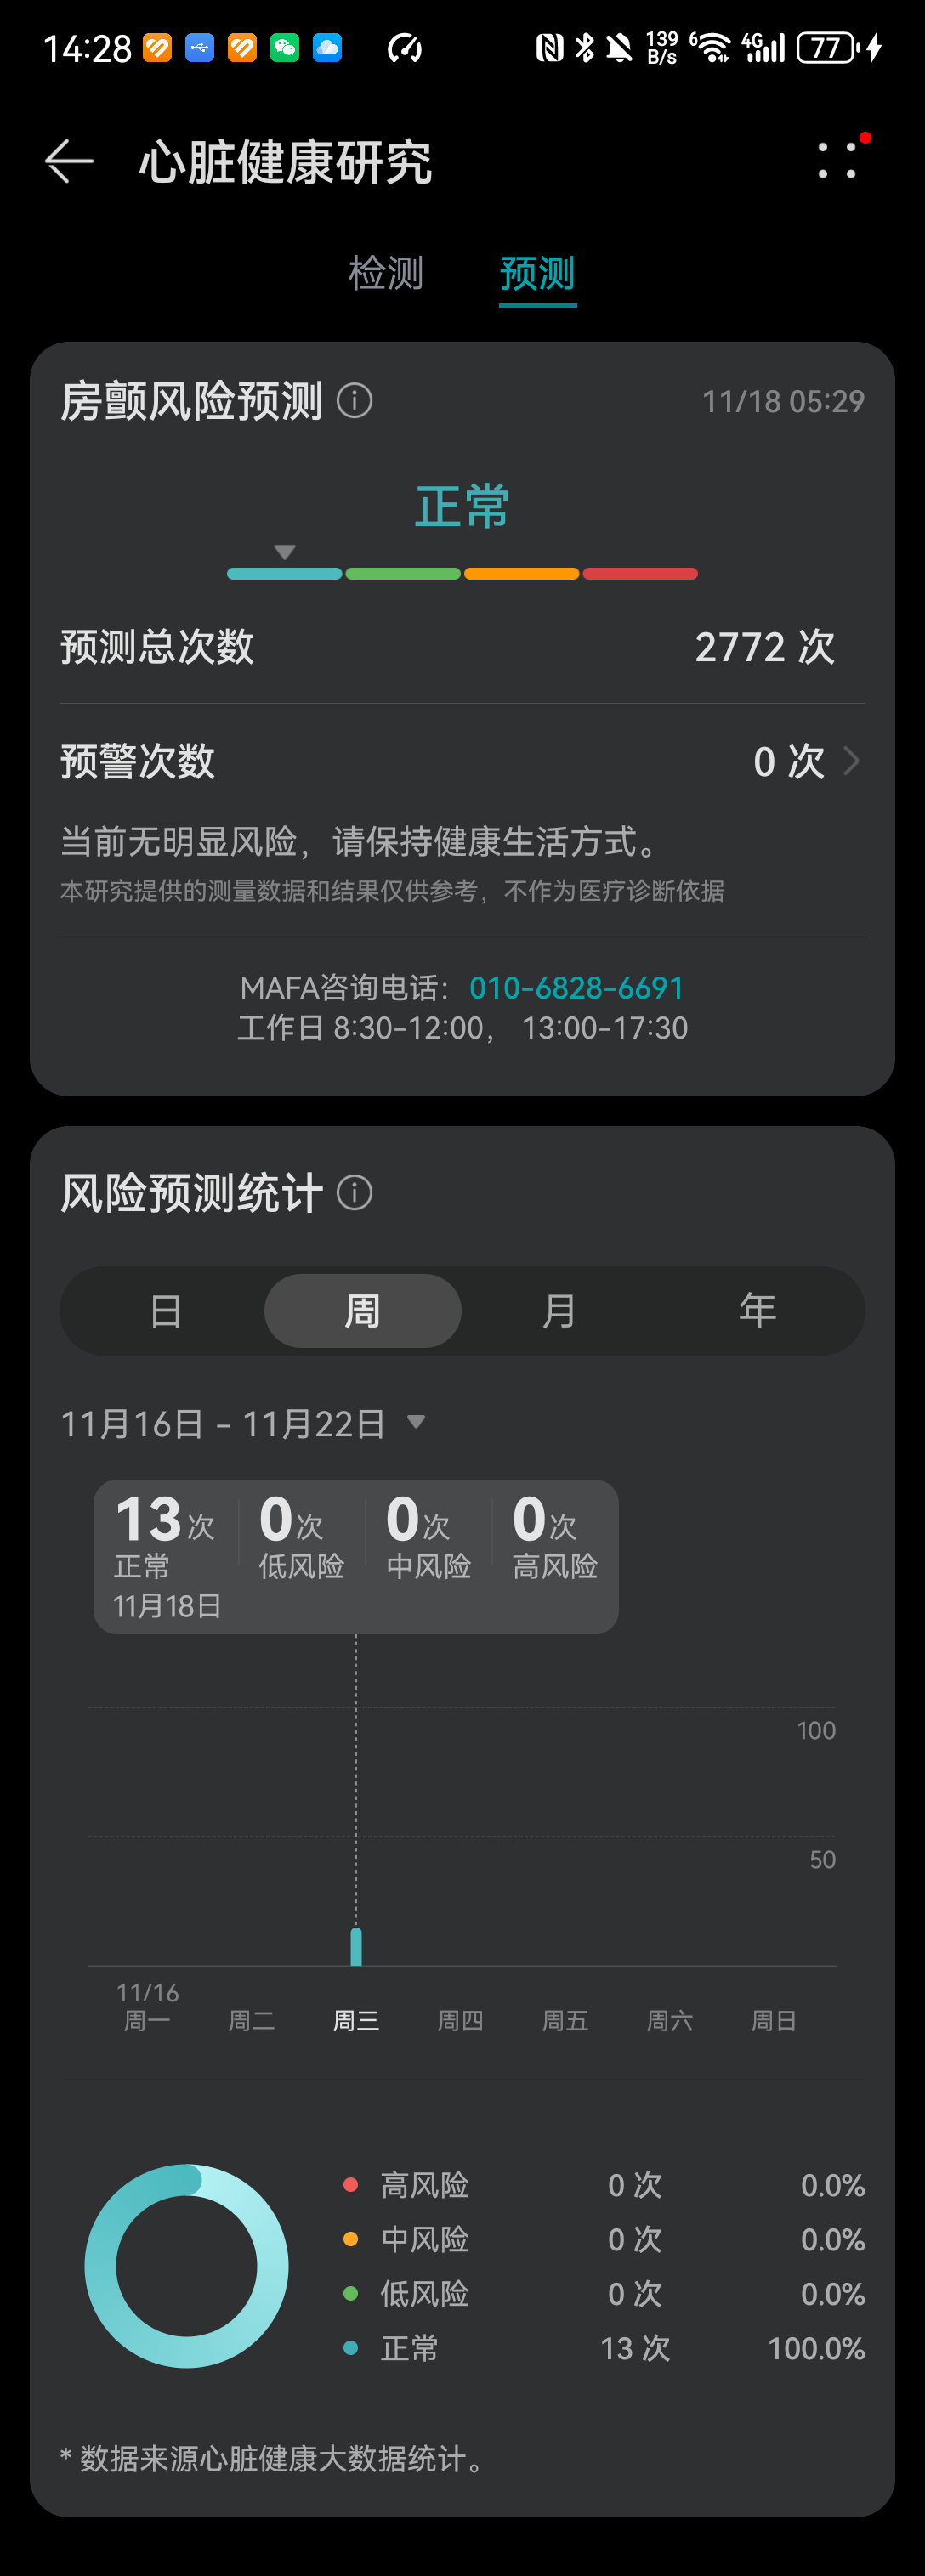 14:28 139 B/s 6 4G 77
心脏健康研究
检测 预测
房颤风险预测 11/18 05:29
正常
预测总次数 2772 次
预警次数 0 次
当前无明显风险，请保持健康生活方式。
本研究提供的测量数据和结果仅供参考，不作为医疗诊断依据
MAFA咨询电话：010-6828-6691
工作日 8:30-12:00， 13:00-17:30
风险预测统计
日 周 月 年
11月16日 - 11月22日
13次 0次 0次 0次
正常 低风险 中风险 高风险
11月18日
100
50
11/16
周一 周二 周三 周四 周五 周六 周日
高风险 0 次 0.0%
中风险 0 次 0.0%
低风险 0 次 0.0%
正常 13 次 100.0%
* 数据来源心脏健康大数据统计。